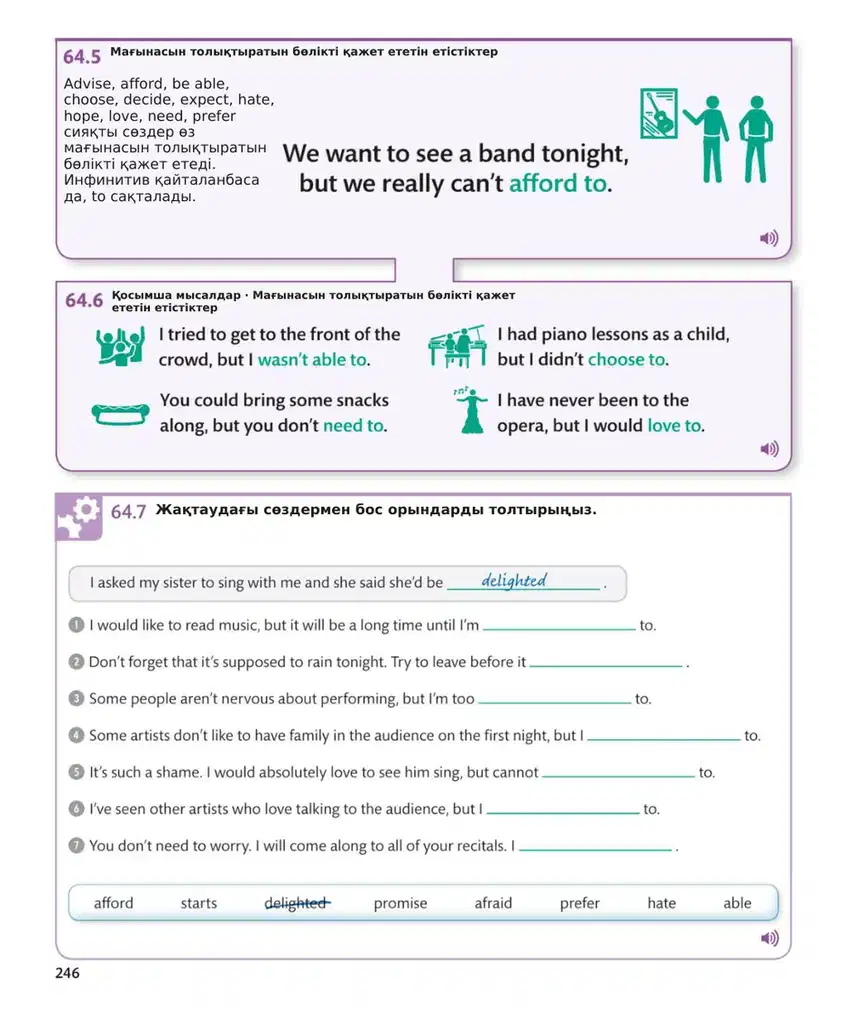 64.5 Мағынасын толықтыратын бөлікті қажет ететін етістіктер
Advise, afford, be able,
choose, decide, expect, hate,
hope, love, need, prefer
сияқты сөздер өз
мағынасын толықтыратын
бөлікті қажет етеді.
Инфинитив қайталанбаса
да, to сақталады.
We want to see a band tonight,
but we really can't afford to.
64.6 Қосымша мысалдар · Мағынасын толықтыратын бөлікті қажет
ететін етістіктер
I tried to get to the front of the
crowd, but I wasn't able to.
I had piano lessons as a child,
but I didn't choose to.
You could bring some snacks
along, but you don't need to.
I have never been to the
opera, but I would love to.
64.7 Жақтаудағы сөздермен бос орындарды толтырыңыз.
I asked my sister to sing with me and she said she'd be delighted .
1 I would like to read music, but it will be a long time until I'm ____ to.
2 Don't forget that it's supposed to rain tonight. Try to leave before it ____ .
3 Some people aren't nervous about performing, but I'm too ____ to.
4 Some artists don't like to have family in the audience on the first night, but I ____ to.
5 It's such a shame. I would absolutely love to see him sing, but cannot ____ to.
6 I've seen other artists who love talking to the audience, but I ____ to.
7 You don't need to worry. I will come along to all of your recitals. I ____ .
afford starts delighted promise afraid prefer hate able
246